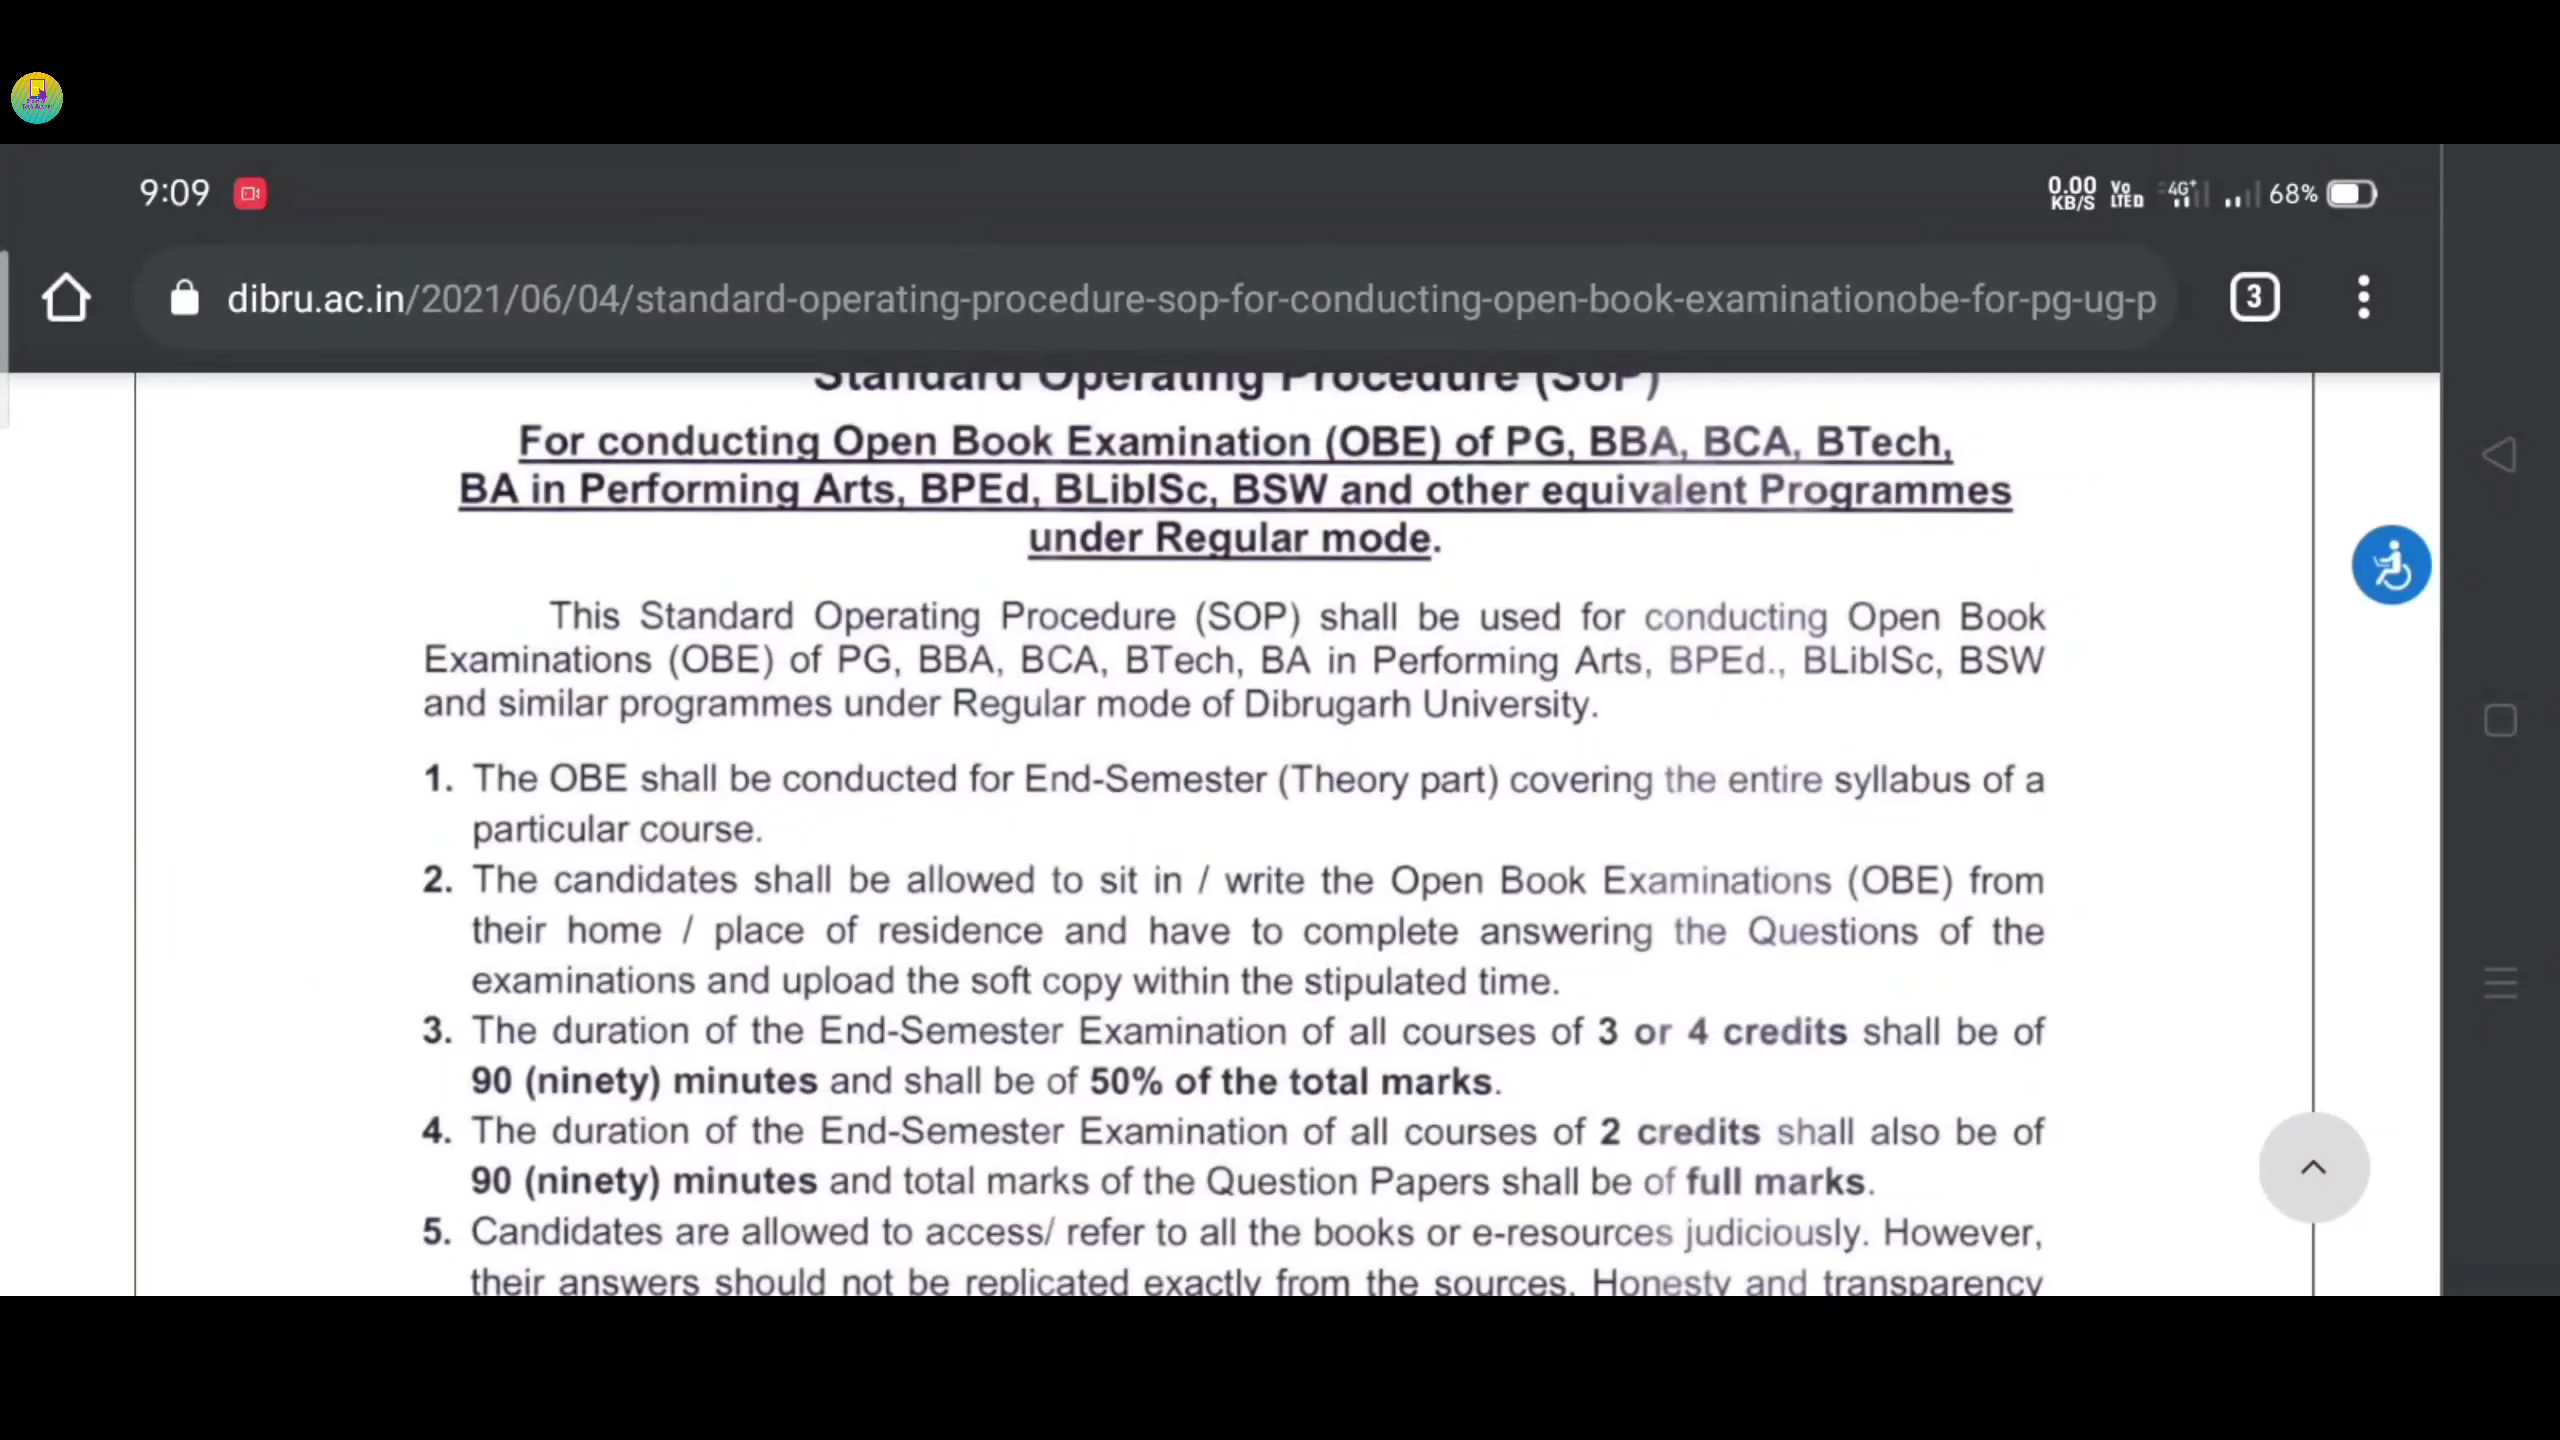 9:09
0.00 KB/S
Vo LTE
4G+
68%
dibru.ac.in/2021/06/04/standard-operating-procedure-sop-for-conducting-open-book-examinationobe-for-pg-ug-p
3
Standard Operating Procedure (SoP)
For conducting Open Book Examination (OBE) of PG, BBA, BCA, BTech,
BA in Performing Arts, BPEd, BLibISc, BSW and other equivalent Programmes
under Regular mode.
This Standard Operating Procedure (SOP) shall be used for conducting Open Book
Examinations (OBE) of PG, BBA, BCA, BTech, BA in Performing Arts, BPEd., BLibISc, BSW
and similar programmes under Regular mode of Dibrugarh University.
1. The OBE shall be conducted for End-Semester (Theory part) covering the entire syllabus of a
particular course.
2. The candidates shall be allowed to sit in / write the Open Book Examinations (OBE) from
their home / place of residence and have to complete answering the Questions of the
examinations and upload the soft copy within the stipulated time.
3. The duration of the End-Semester Examination of all courses of 3 or 4 credits shall be of
90 (ninety) minutes and shall be of 50% of the total marks.
4. The duration of the End-Semester Examination of all courses of 2 credits shall also be of
90 (ninety) minutes and total marks of the Question Papers shall be of full marks.
5. Candidates are allowed to access/ refer to all the books or e-resources judiciously. However,
their answers should not be replicated exactly from the sources. Honesty and transparency